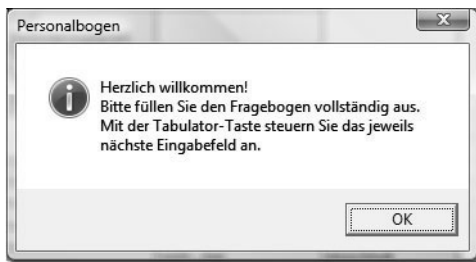 Personalbogen
Herzlich willkommen!
Bitte füllen Sie den Fragebogen vollständig aus.
Mit der Tabulator-Taste steuern Sie das jeweils
nächste Eingabefeld an.
OK